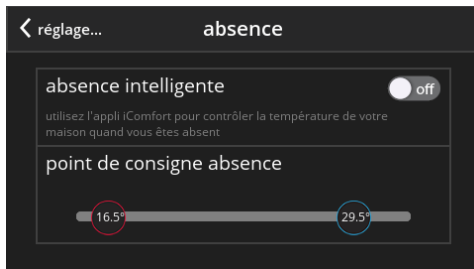 réglage... absence
absence intelligente off
utilisez l'appli iComfort pour contrôler la température de votre
maison quand vous êtes absent
point de consigne absence
16.5° 29.5°